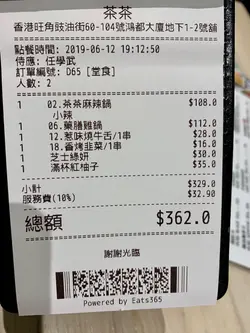 茶茶
香港旺角豉油街60-104號鴻都大廈地下1-2號舖
點餐時間: 2019-06-12 19:12:50
侍應: 任學武
訂單編號: D65 [堂食]
人數: 2
1 02.茶茶麻辣鍋 $108.0
小辣
1 06.藥膳雞鍋 $112.0
1 12.惹味燒牛舌/1串 $28.0
1 18.香烤韭菜/1串 $16.0
1 芝士綠妍 $30.0
1 滿杯紅柚子 $35.0
小計 $329.0
服務費(10%) $32.90
總額 $362.0
謝謝光臨
Powered by Eats365